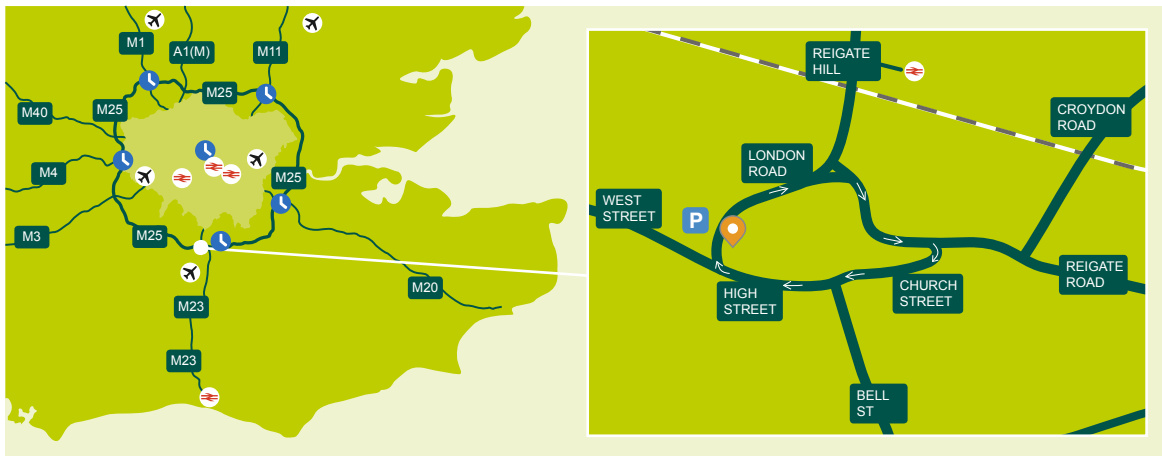 M1
A1(M)
M11
M25
M25
M40
M4
M25
M3
M25
M23
M20
M23
REIGATE
HILL
CROYDON
ROAD
LONDON
ROAD
WEST
STREET
P
HIGH
STREET
CHURCH
STREET
REIGATE
ROAD
BELL
ST